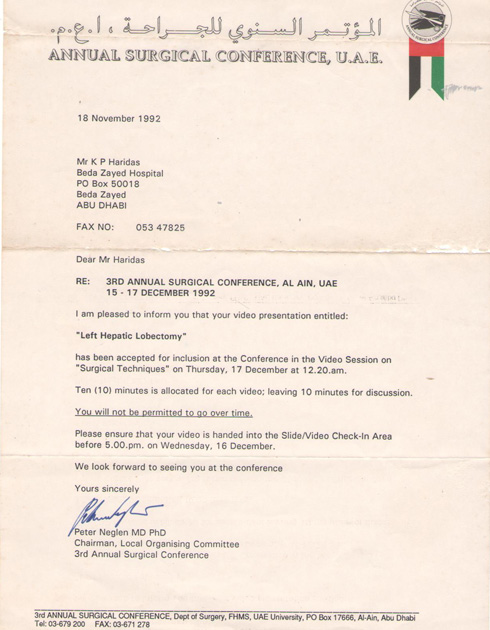 المؤتمر السنوي للجراحة ، ا.ع.م.
ANNUAL SURGICAL CONFERENCE, U.A.E.
18 November 1992
Mr K P Haridas
Beda Zayed Hospital
PO Box 50018
Beda Zayed
ABU DHABI
FAX NO: 053 47825
Dear Mr Haridas
RE: 3RD ANNUAL SURGICAL CONFERENCE, AL AIN, UAE
15 - 17 DECEMBER 1992
I am pleased to inform you that your video presentation entitled:
"Left Hepatic Lobectomy"
has been accepted for inclusion at the Conference in the Video Session on
"Surgical Techniques" on Thursday, 17 December at 12.20.am.
Ten (10) minutes is allocated for each video; leaving 10 minutes for discussion.
You will not be permitted to go over time.
Please ensure that your video is handed into the Slide/Video Check-In Area
before 5.00.pm. on Wednesday, 16 December.
We look forward to seeing you at the conference
Yours sincerely
Peter Neglen MD PhD
Chairman, Local Organising Committee
3rd Annual Surgical Conference
3rd ANNUAL SURGICAL CONFERENCE, Dept of Surgery, FHMS, UAE University, PO Box 17666, Al-Ain, Abu Dhabi
Tel: 03-679 200 FAX: 03-671 278